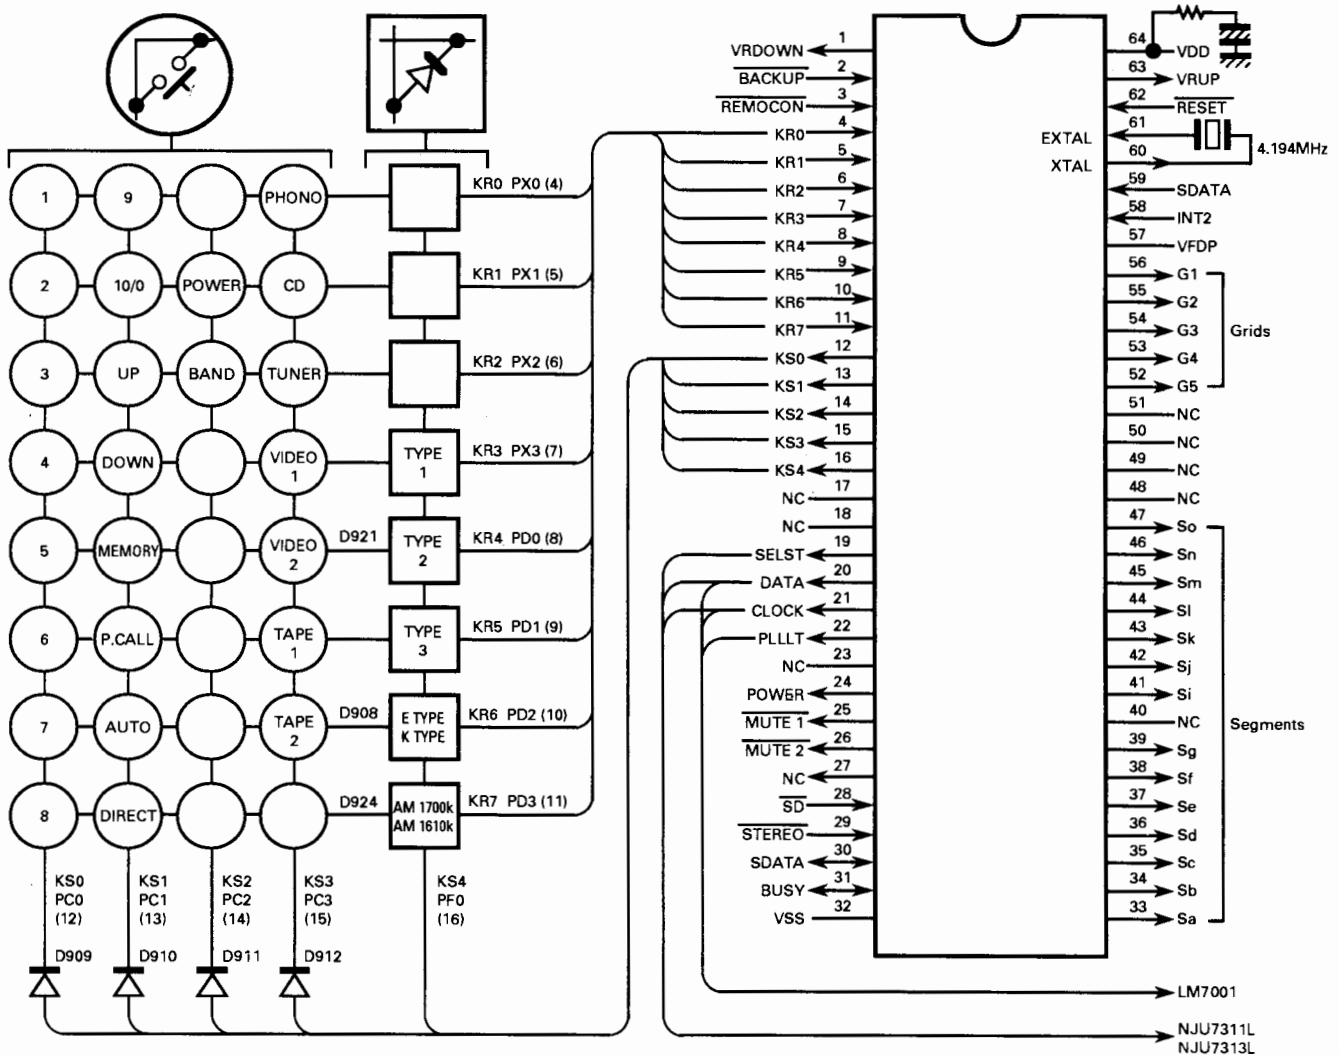 1 9 PHONO KR0 PX0 (4)
2 10/0 POWER CD KR1 PX1 (5)
3 UP BAND TUNER KR2 PX2 (6)
4 DOWN VIDEO 1 TYPE 1 KR3 PX3 (7)
5 MEMORY VIDEO 2 D921 TYPE 2 KR4 PD0 (8)
6 P.CALL TAPE 1 TYPE 3 KR5 PD1 (9)
7 AUTO TAPE 2 D908 E TYPE K TYPE KR6 PD2 (10)
8 DIRECT D924 AM 1700k AM 1610k KR7 PD3 (11)
KS0 KS1 KS2 KS3 KS4
PC0 PC1 PC2 PC3 PF0
(12) (13) (14) (15) (16)
D909 D910 D911 D912
VRDOWN 1
BACKUP 2
REMOCON 3
KR0 4
KR1 5
KR2 6
KR3 7
KR4 8
KR5 9
KR6 10
KR7 11
KS0 12
KS1 13
KS2 14
KS3 15
KS4 16
NC 17
NC 18
SELST 19
DATA 20
CLOCK 21
PLLLT 22
NC 23
POWER 24
MUTE 1 25
MUTE 2 26
NC 27
SD 28
STEREO 29
SDATA 30
BUSY 31
VSS 32
64 VDD
63 VRUP
62 RESET
EXTAL 61
XTAL 60
4.194MHz
59 SDATA
58 INT2
57 VFDP
56 G1
55 G2
54 G3
53 G4
52 G5
Grids
51 NC
50 NC
49 NC
48 NC
47 So
46 Sn
45 Sm
44 Sl
43 Sk
42 Sj
41 Si
40 NC
39 Sg
38 Sf
37 Se
36 Sd
35 Sc
34 Sb
33 Sa
Segments
LM7001
NJU7311L
NJU7313L